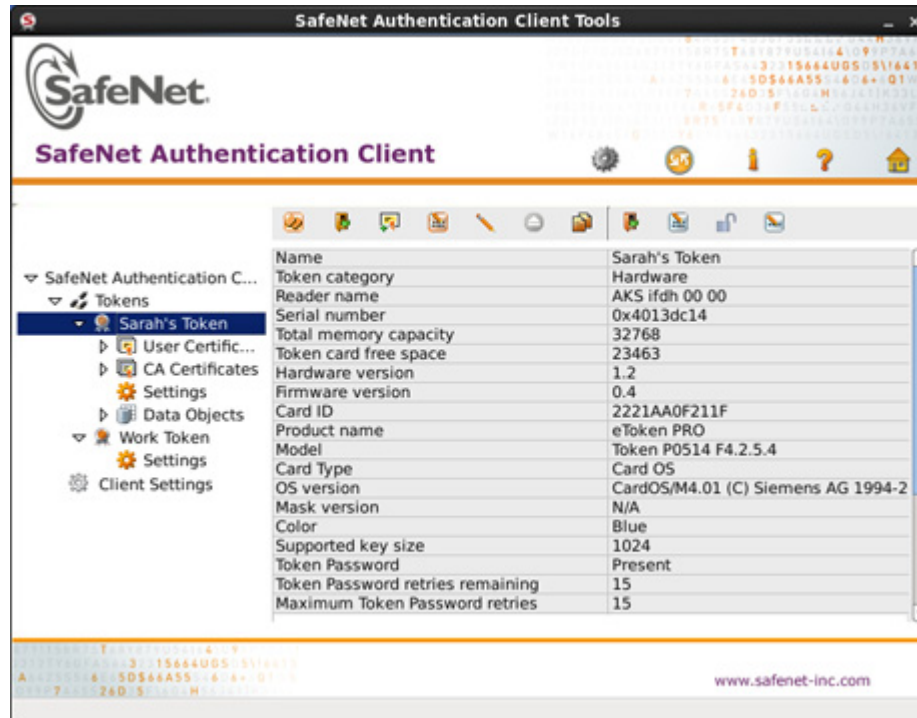 SafeNet Authentication Client Tools
SafeNet.
SafeNet Authentication Client
SafeNet Authentication C...
Tokens
Sarah's Token
User Certific...
CA Certificates
Settings
Data Objects
Work Token
Settings
Client Settings
Name Sarah's Token
Token category Hardware
Reader name AKS ifdh 00 00
Serial number 0x4013dc14
Total memory capacity 32768
Token card free space 23463
Hardware version 1.2
Firmware version 0.4
Card ID 2221AA0F211F
Product name eToken PRO
Model Token P0514 F4.2.5.4
Card Type Card OS
OS version CardOS/M4.01 (C) Siemens AG 1994-2
Mask version N/A
Color Blue
Supported key size 1024
Token Password Present
Token Password retries remaining 15
Maximum Token Password retries 15
www.safenet-inc.com